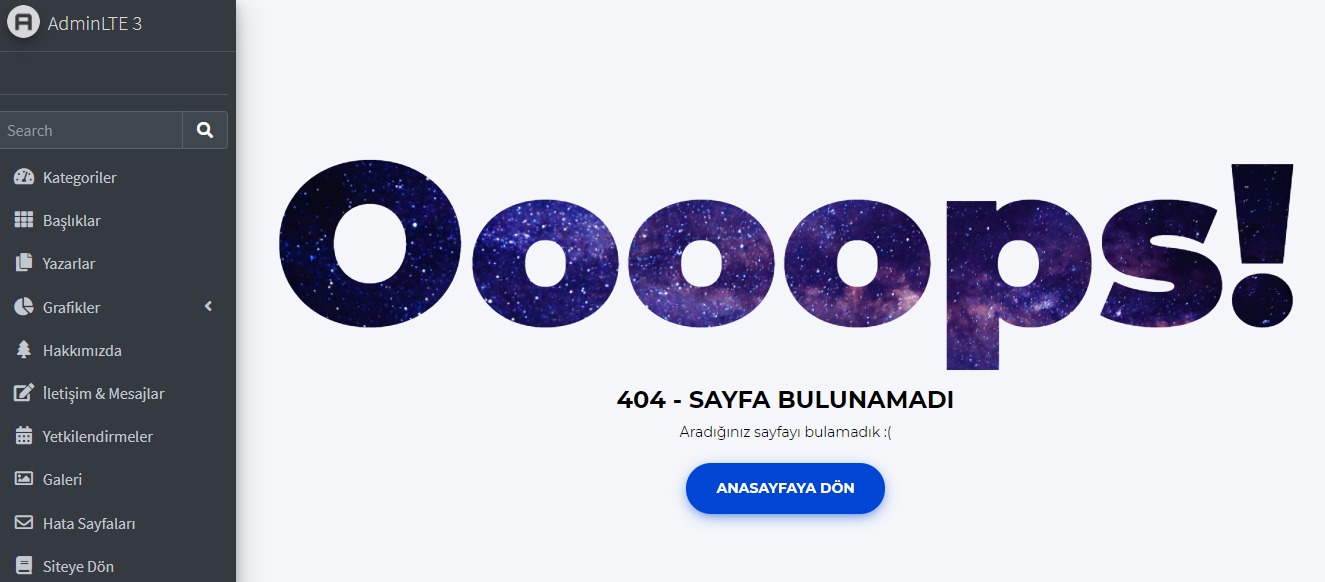 AdminLTE 3
Search
Kategoriler
Başlıklar
Yazarlar
Grafikler
Hakkımızda
İletişim & Mesajlar
Yetkilendirmeler
Galeri
Hata Sayfaları
Siteye Dön
Oooops!
404 - SAYFA BULUNAMADI
Aradığınız sayfayı bulamadık :(
ANASAYFAYA DÖN